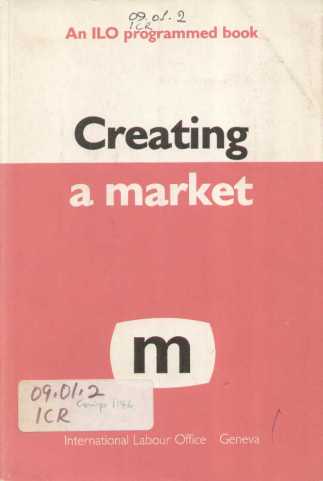 09.01.2
ICR
An ILO programmed book
Creating
a market
m
09.01.2
ICR
International Labour Office Geneva